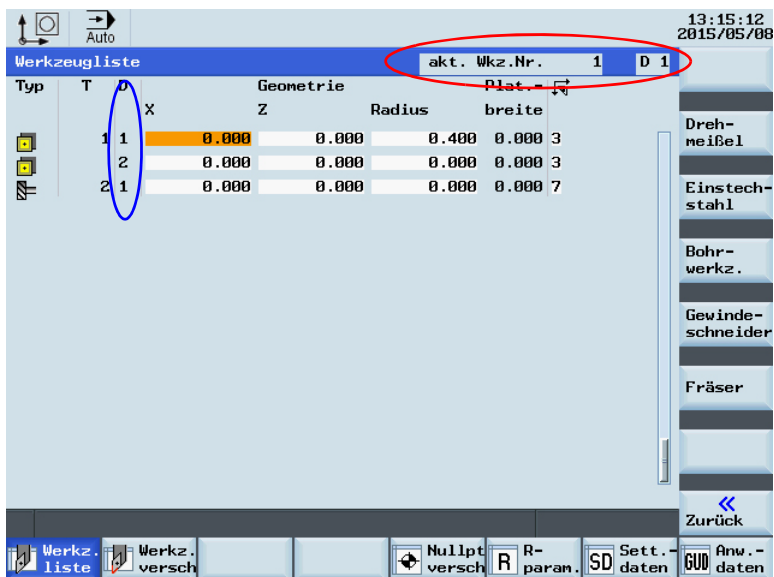 Auto
13:15:12
2015/05/08
Werkzeugliste akt. Wkz.Nr. 1 D 1
Typ T D Geometrie Plat.-
X Z Radius breite
1 1 0.000 0.000 0.400 0.000 3
2 0.000 0.000 0.000 0.000 3
2 1 0.000 0.000 0.000 0.000 7
Dreh-
meißel
Einstech-
stahl
Bohr-
werkz.
Gewinde-
schneider
Fräser
«
Zurück
Werkz.
liste
Werkz.
versch
Nullpt
versch
R R-
param.
SD Sett.-
daten
GUD Anw.-
daten